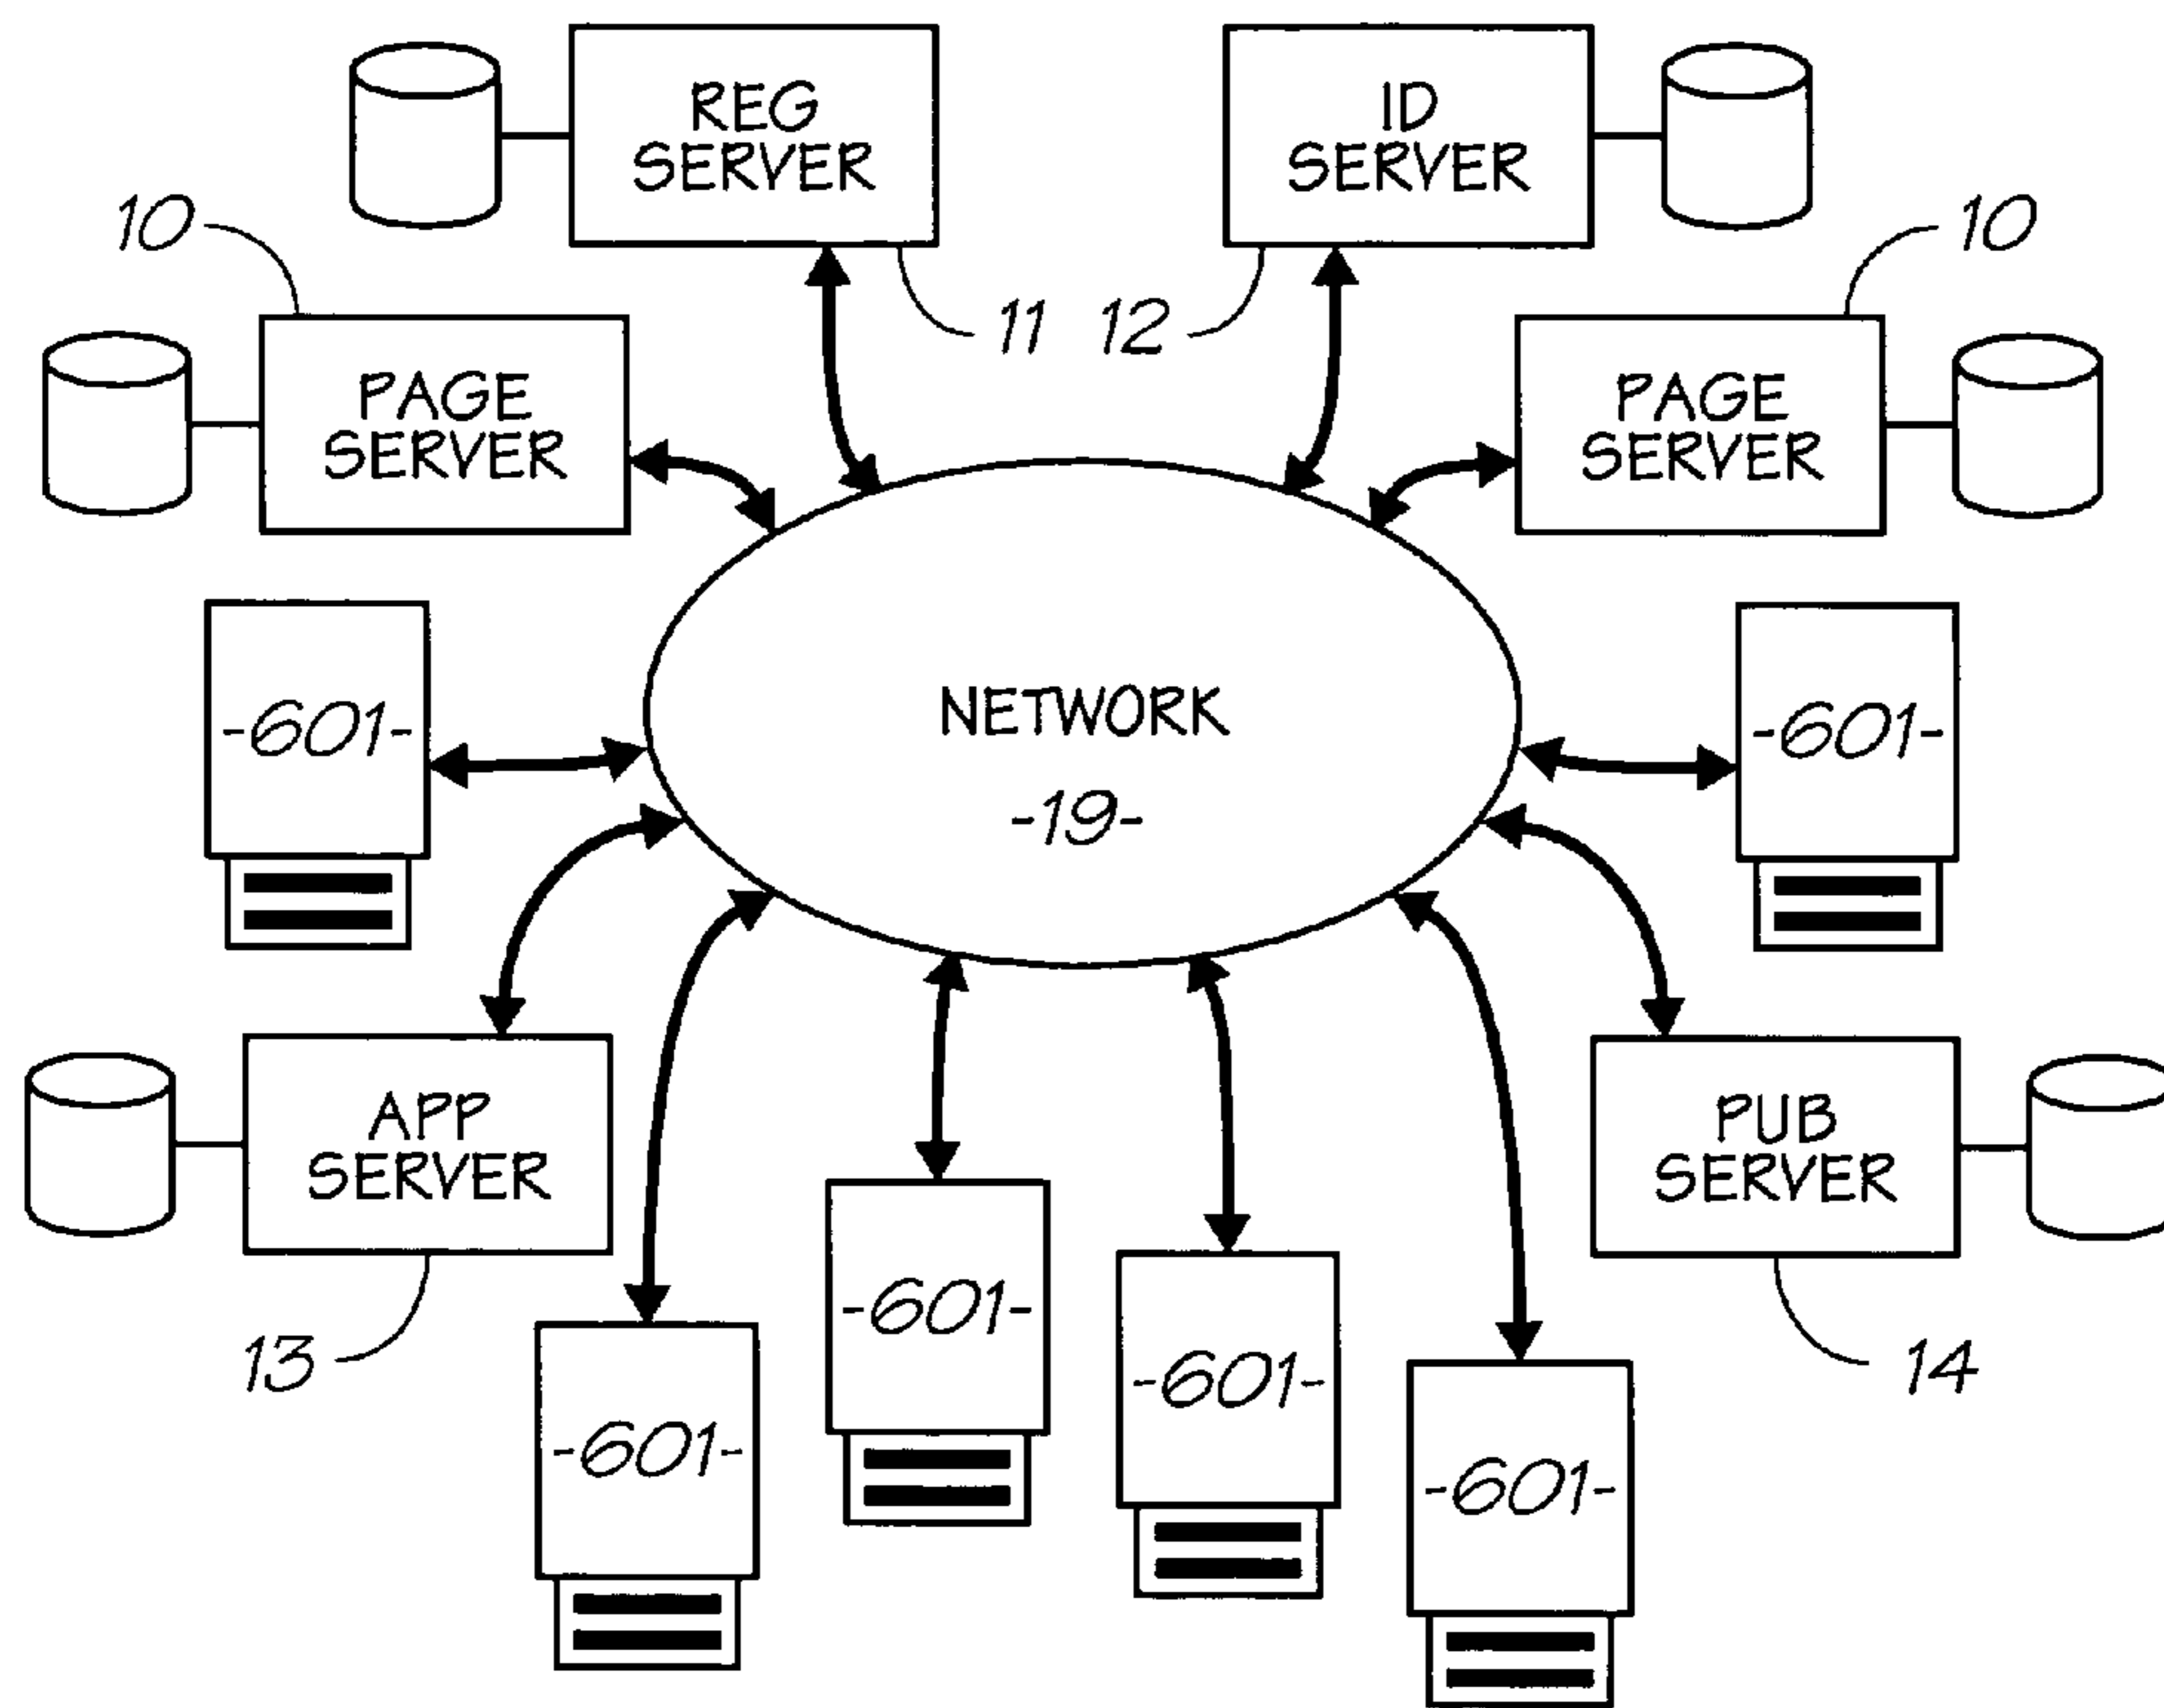 REG
SERVER
ID
SERVER
10
10
11
12
PAGE
SERVER
PAGE
SERVER
-601-
NETWORK
-19-
-601-
APP
SERVER
PUB
SERVER
13
14
-601-
-601-
-601-
-601-